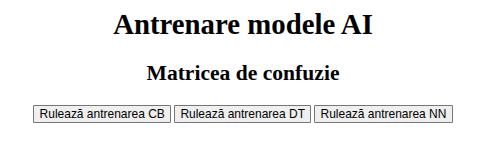 Antrenare modele AI
Matricea de confuzie
Rulează antrenarea CB Rulează antrenarea DT Rulează antrenarea NN